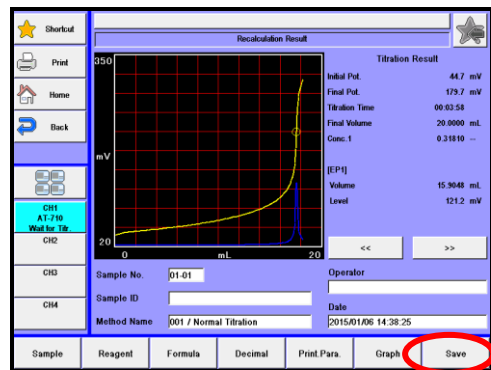 Shortcut
Print
Home
Back
CH1
AT-710
Wait for Titr.
CH2
CH3
CH4
Recalculation Result
350
mV
20
0
mL
20
Titration Result
Initial Pot. 44.7 mV
Final Pot. 179.7 mV
Titration Time 00:03:58
Final Volume 20.0000 mL
Conc.1 0.31810 --
[EP1]
Volume 15.9048 mL
Level 121.2 mV
<< >>
Sample No. 01-01
Sample ID
Method Name 001 / Normal Titration
Operator
Date
2015/01/06 14:38:25
Sample Reagent Formula Decimal Print.Para. Graph Save